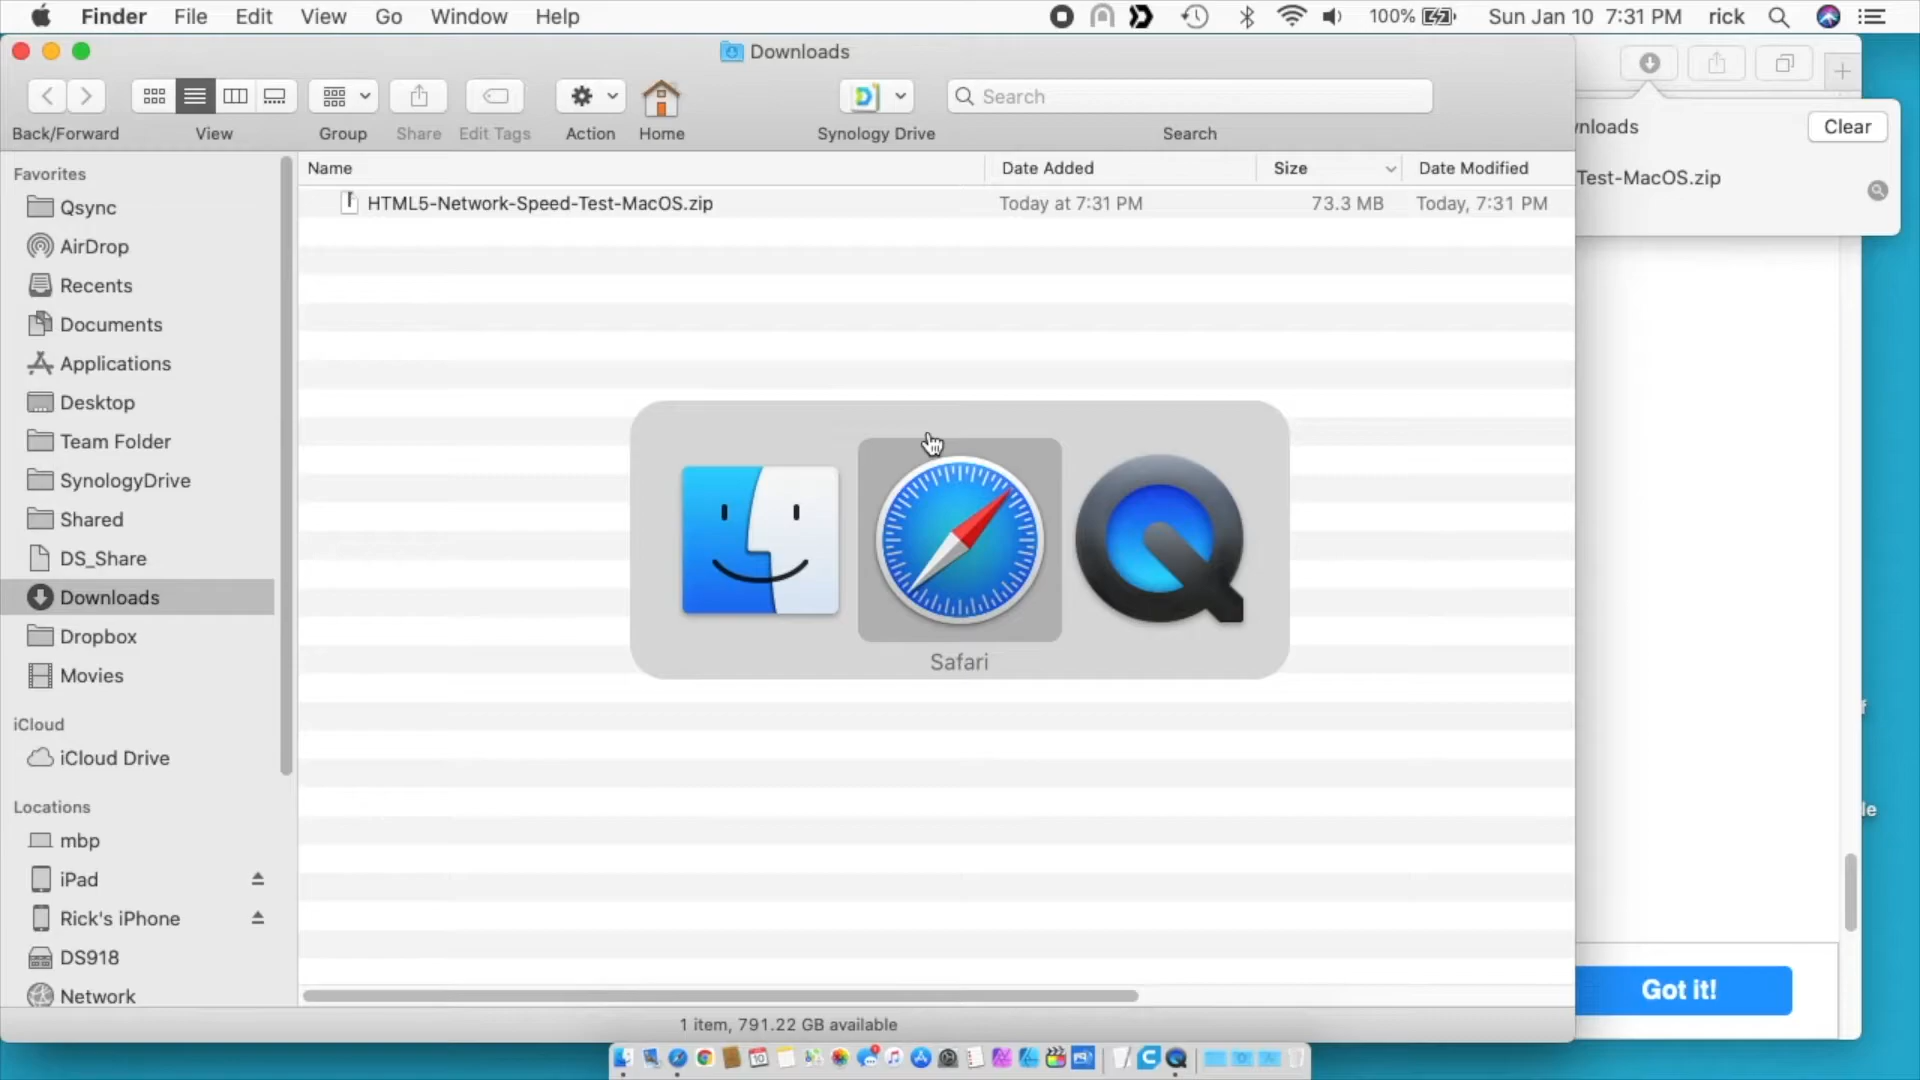 Finder File Edit View Go Window Help 100% Sun Jan 10 7:31 PM rick
Downloads
Search
Back/Forward View Group Share Edit Tags Action Home Synology Drive Search
nloads
Clear
Test-MacOS.zip
Favorites
Qsync
AirDrop
Recents
Documents
Applications
Desktop
Team Folder
SynologyDrive
Shared
DS_Share
Downloads
Dropbox
Movies
iCloud
iCloud Drive
Locations
mbp
iPad
Rick's iPhone
DS918
Network
Name Date Added Size Date Modified
HTML5-Network-Speed-Test-MacOS.zip Today at 7:31 PM 73.3 MB Today, 7:31 PM
Safari
le
Got it!
1 item, 791.22 GB available